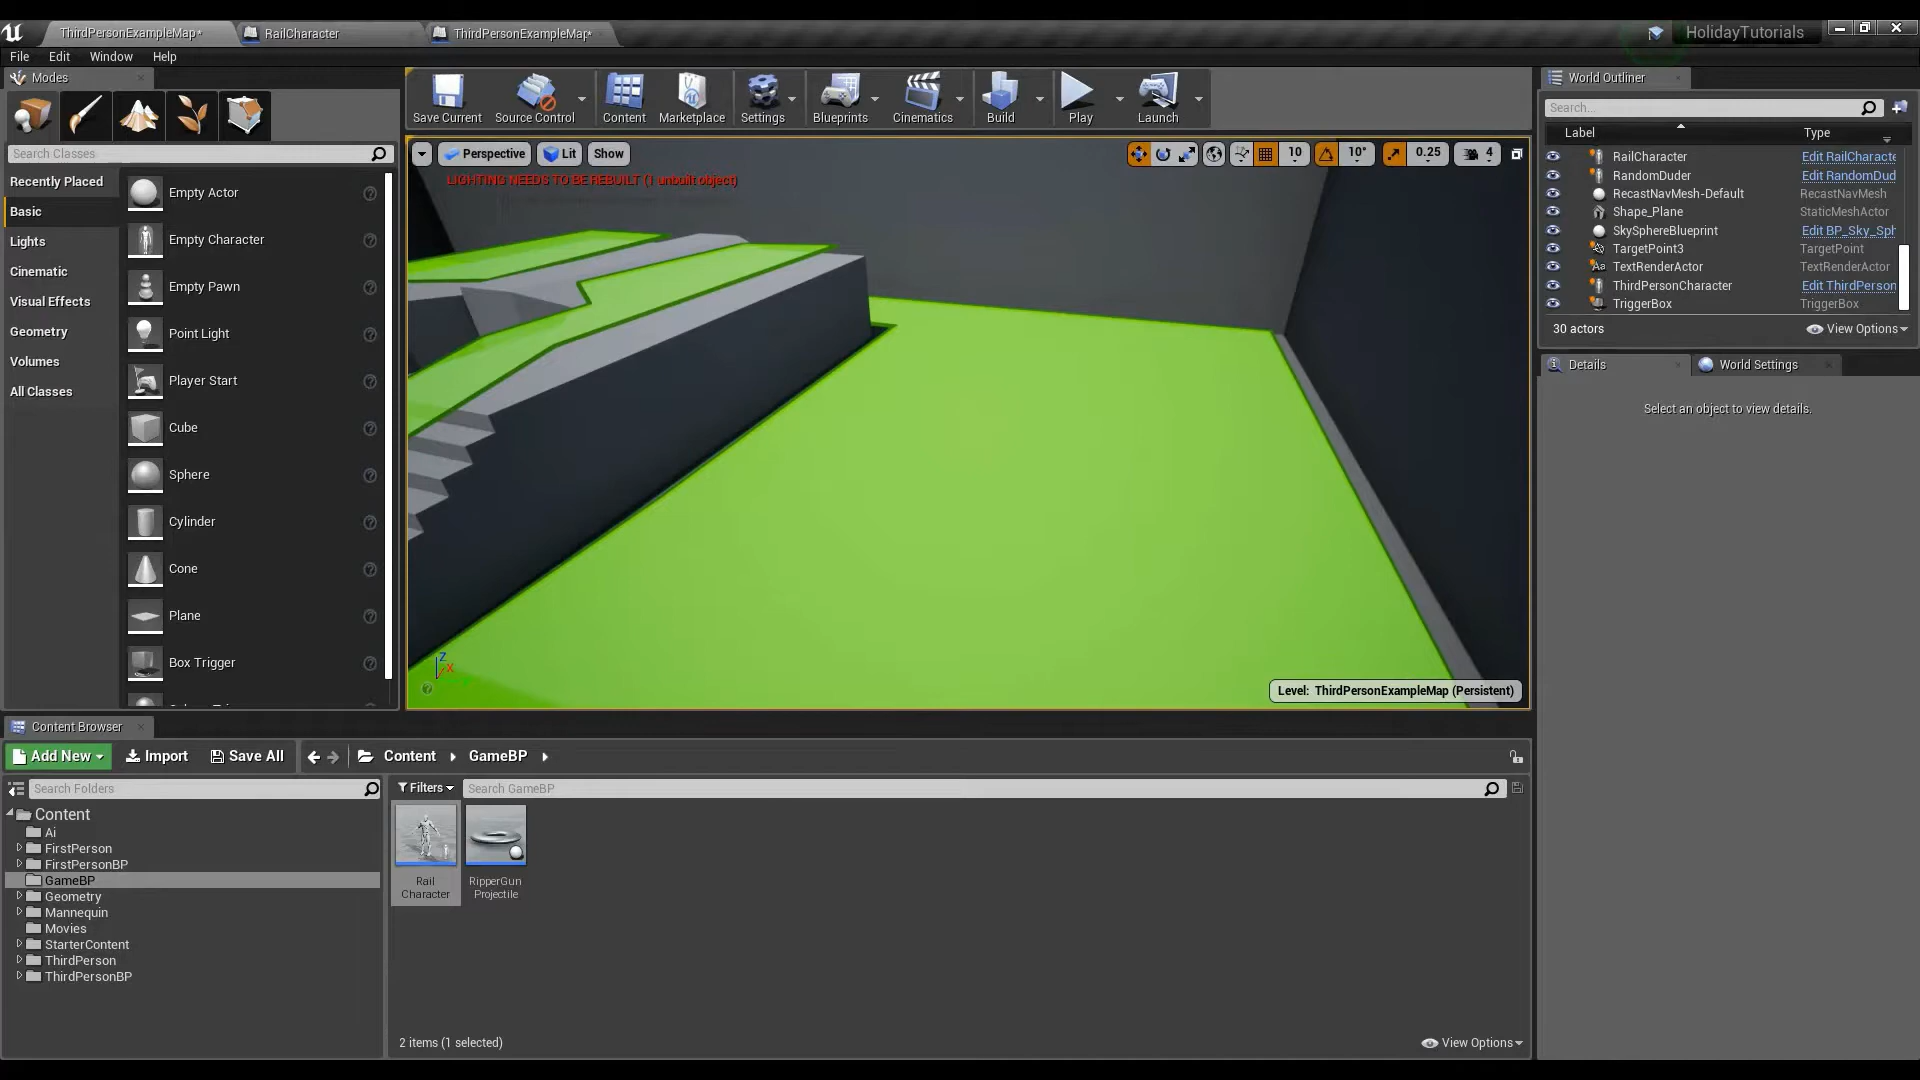 ThirdPersonExampleMap*
RailCharacter
ThirdPersonExampleMap*
HolidayTutorials
File Edit Window Help
Modes
Search Classes
Recently Placed
Basic
Lights
Cinematic
Visual Effects
Geometry
Volumes
All Classes
Empty Actor
Empty Character
Empty Pawn
Point Light
Player Start
Cube
Sphere
Cylinder
Cone
Plane
Box Trigger
Save Current Source Control Content Marketplace Settings Blueprints Cinematics Build Play Launch
Perspective Lit Show 10 10° 0.25 4
LIGHTING NEEDS TO BE REBUILT (1 unbuilt object)
Z
X
Level: ThirdPersonExampleMap (Persistent)
World Outliner
Search...
Label Type
RailCharacter Edit RailCharacte
RandomDuder Edit RandomDud
RecastNavMesh-Default RecastNavMesh
Shape_Plane StaticMeshActor
SkySphereBlueprint Edit BP_Sky_Sph
TargetPoint3 TargetPoint
TextRenderActor TextRenderActor
ThirdPersonCharacter Edit ThirdPerson
TriggerBox TriggerBox
30 actors View Options
Details World Settings
Select an object to view details.
Content Browser
Add New Import Save All Content GameBP
Search Folders
Filters Search GameBP
Content
Ai
FirstPerson
FirstPersonBP
GameBP
Geometry
Mannequin
Movies
StarterContent
ThirdPerson
ThirdPersonBP
Rail
Character
RipperGun
Projectile
2 items (1 selected) View Options